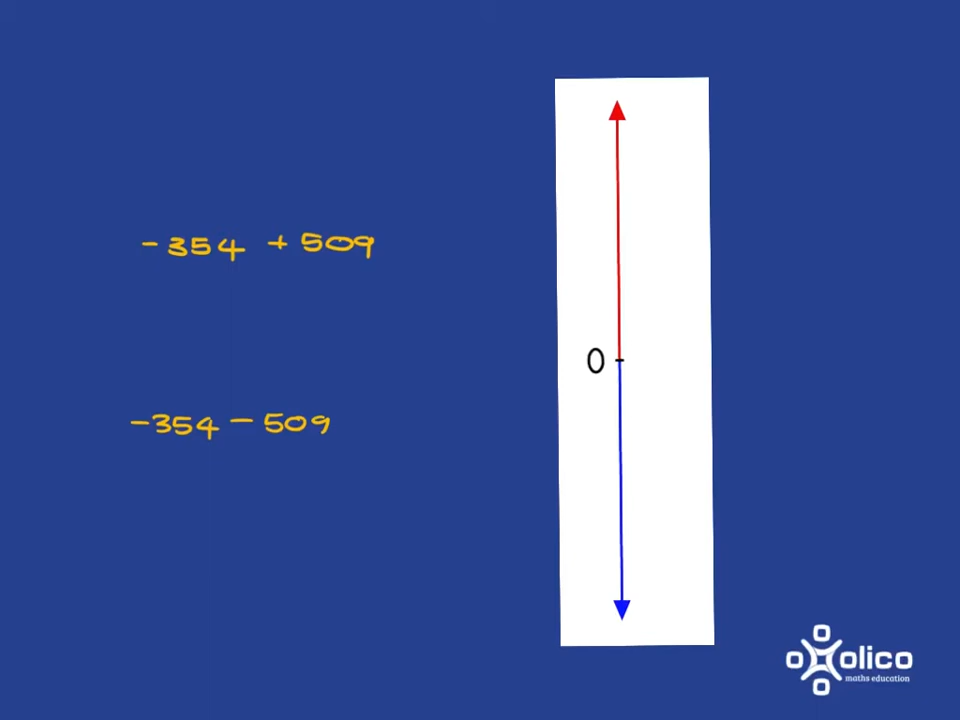 -354 + 509
0
-354 - 509
olico
maths education